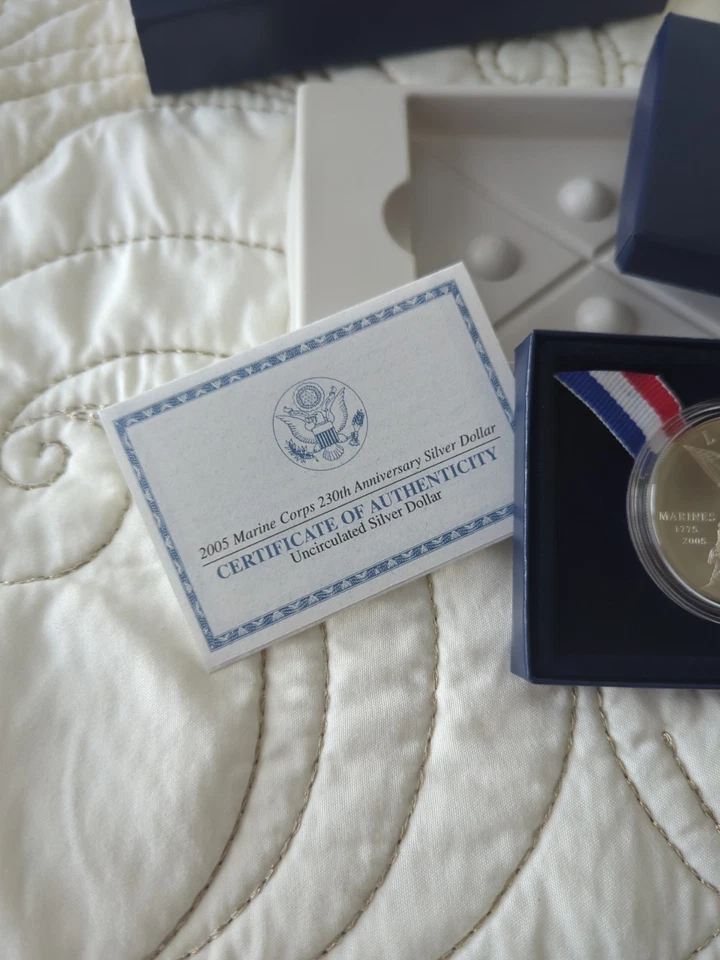 2005 Marine Corps 230th Anniversary Silver Dollar
CERTIFICATE OF AUTHENTICITY
Uncirculated Silver Dollar
L
MARINES
1775
2005